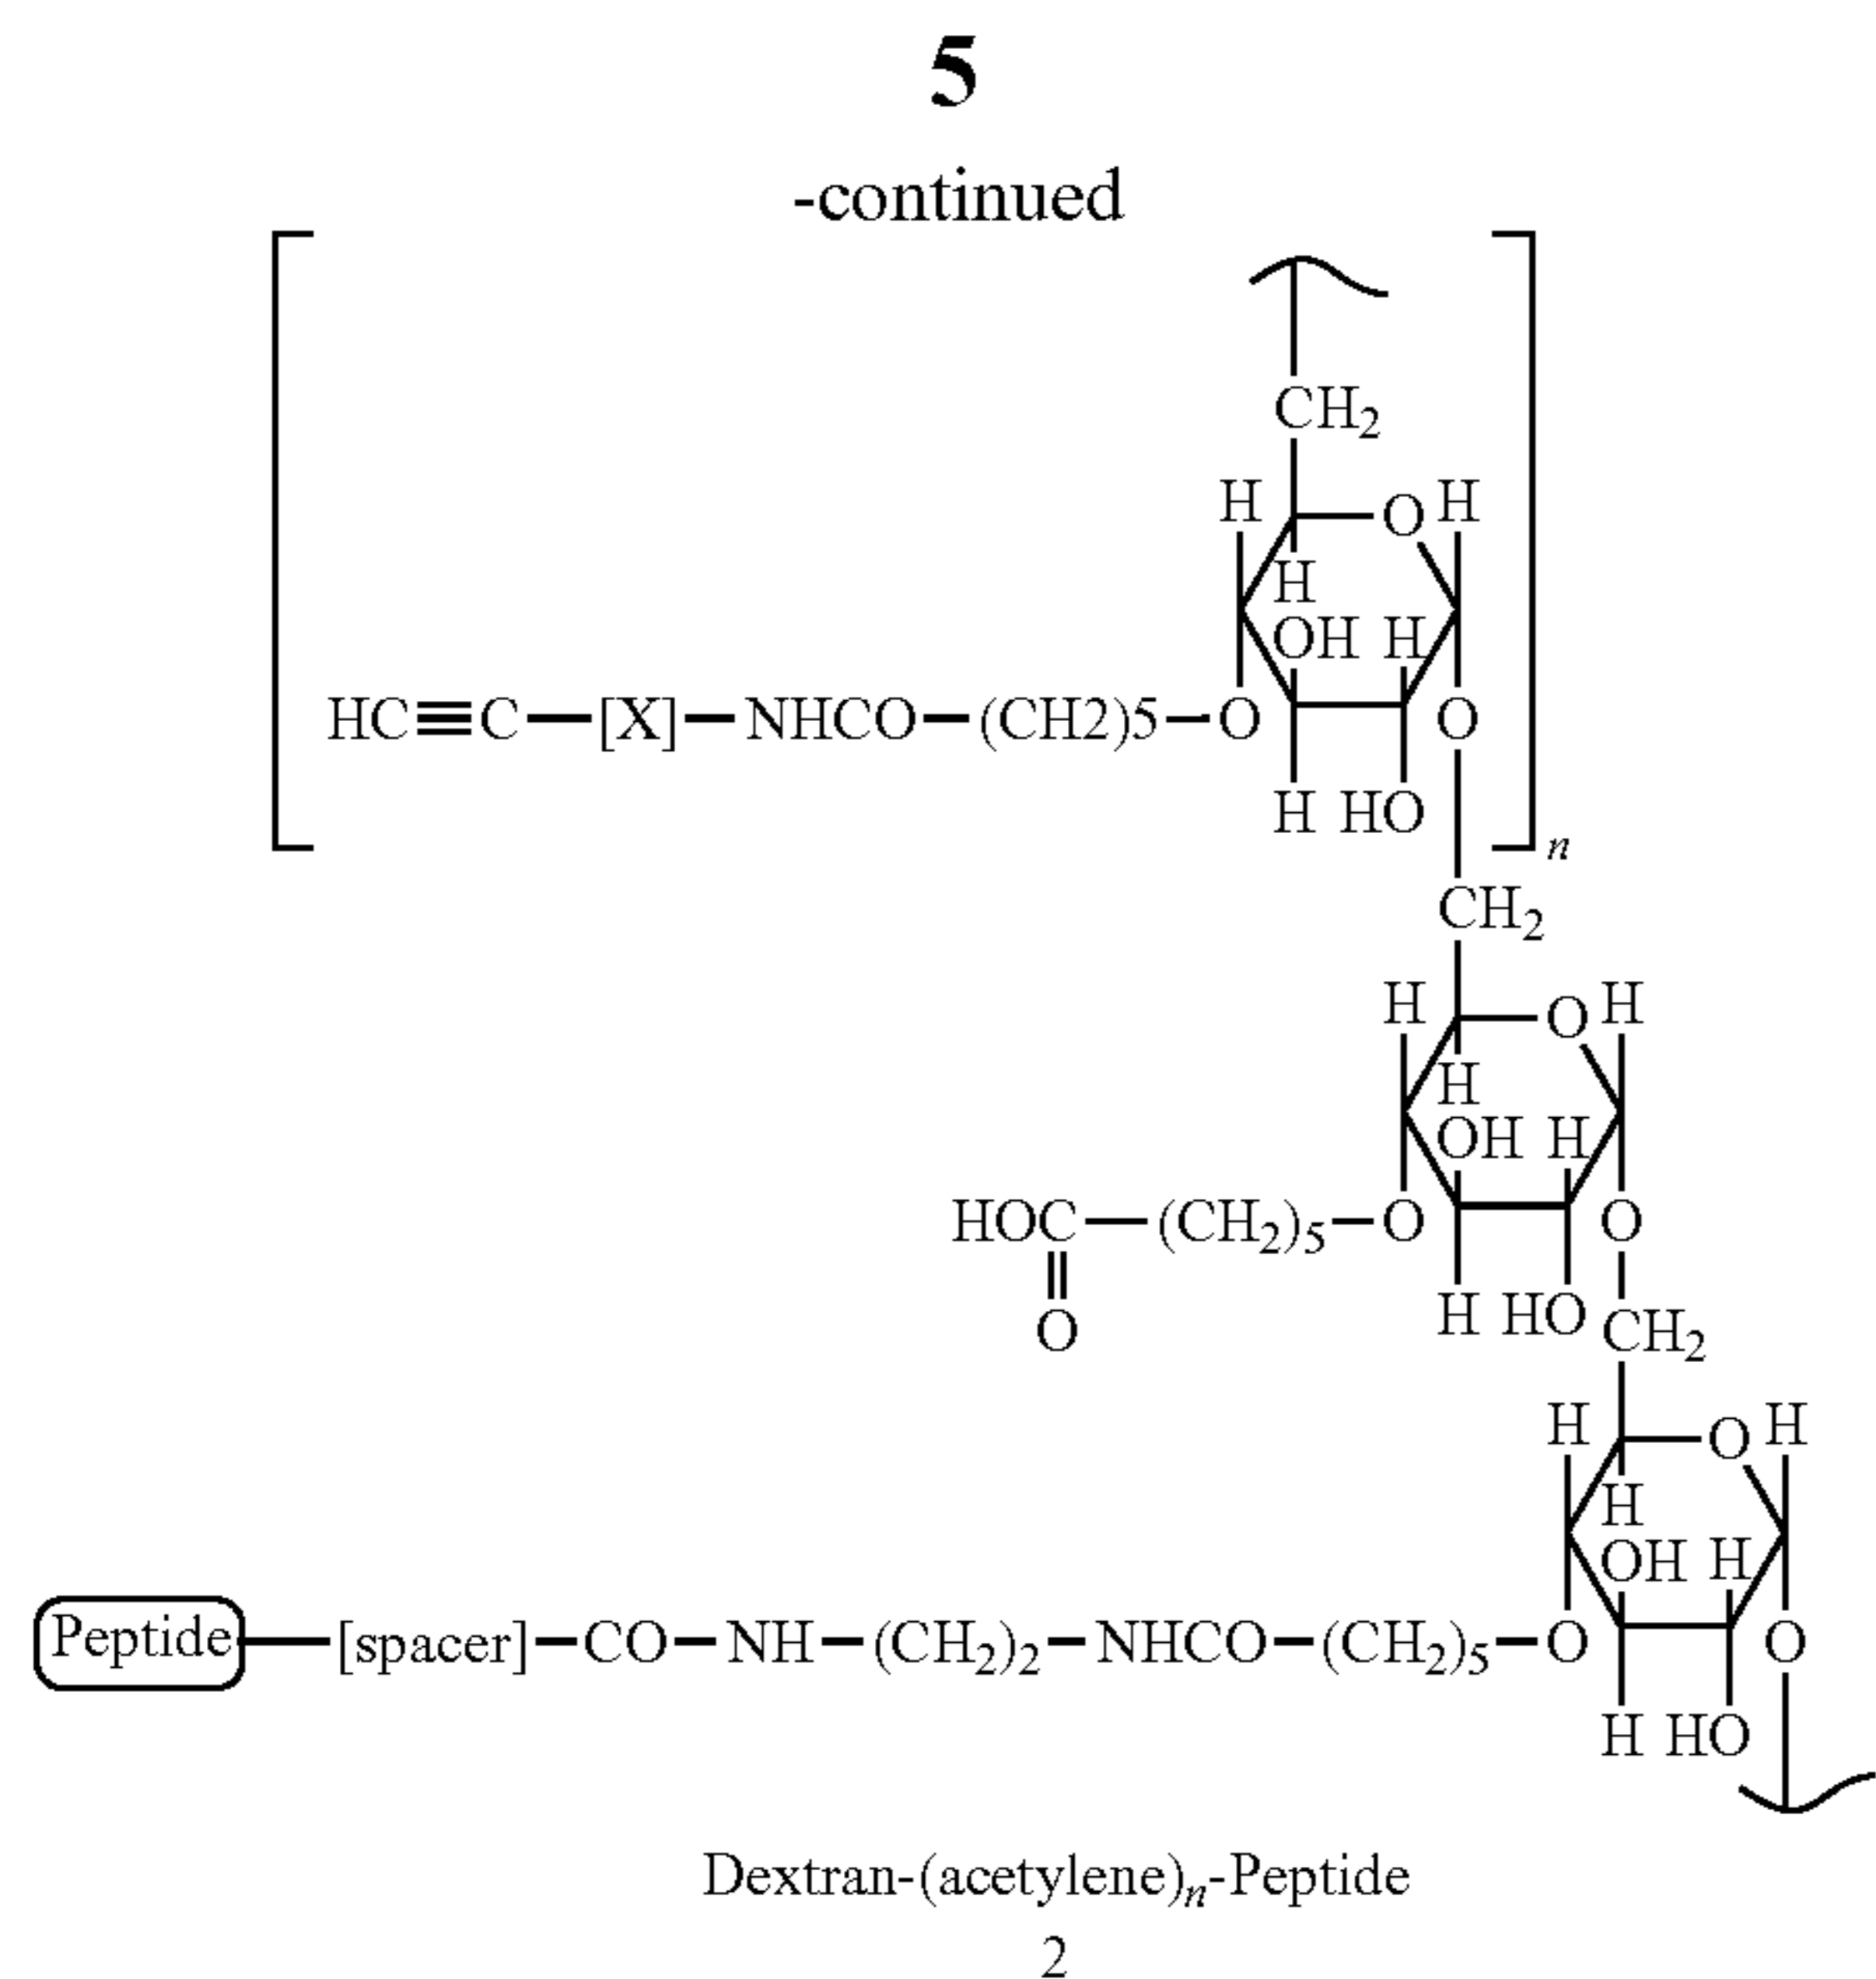 5
-continued
CH₂
H O H
H
OH H
HC≡C—[X]—NHCO—(CH2)5—O O
H HO
n
CH₂
H O H
H
OH H
HOC—(CH₂)₅—O O
O
H HO CH₂
H O H
H
OH H
Peptide—[spacer]—CO—NH—(CH₂)₂—NHCO—(CH₂)₅—O O
H HO
Dextran-(acetylene)ₙ-Peptide
2